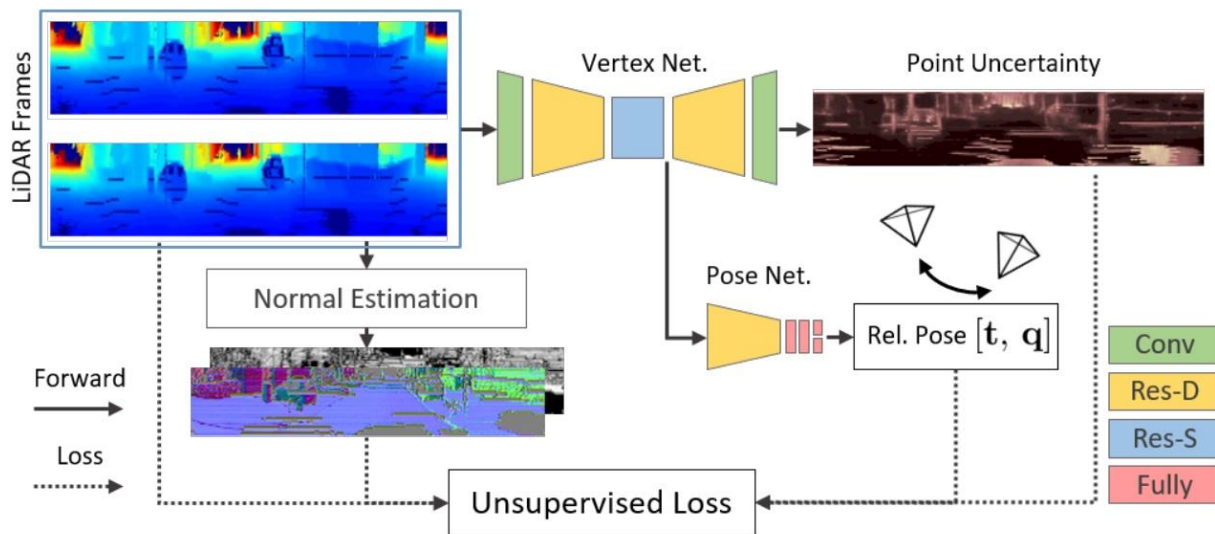 LiDAR Frames
Vertex Net.
Point Uncertainty
Normal Estimation
Pose Net.
Rel. Pose [t, q]
Forward
Loss
Unsupervised Loss
Conv
Res-D
Res-S
Fully